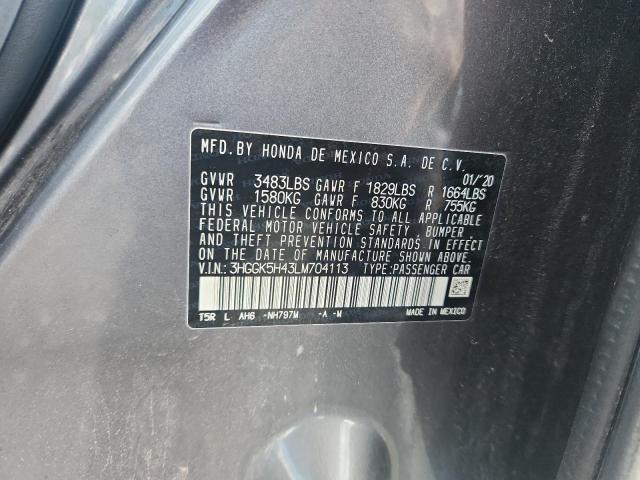 MFD. BY HONDA DE MEXICO S.A. DE C.V.
01/'20
GVWR 3483LBS GAWR F 1829LBS R 1664LBS
GVWR 1580KG GAWR F 830KG R 755KG
THIS VEHICLE CONFORMS TO ALL APPLICABLE
FEDERAL MOTOR VEHICLE SAFETY, BUMPER,
AND THEFT PREVENTION STANDARDS IN EFFECT
ON THE DATE OF MANUFACTURE SHOWN ABOVE.
V.I.N.: 3HGGK5H43LM704113 TYPE:PASSENGER CAR
T5R L AH6 -NH797M -A -M MADE IN MEXICO